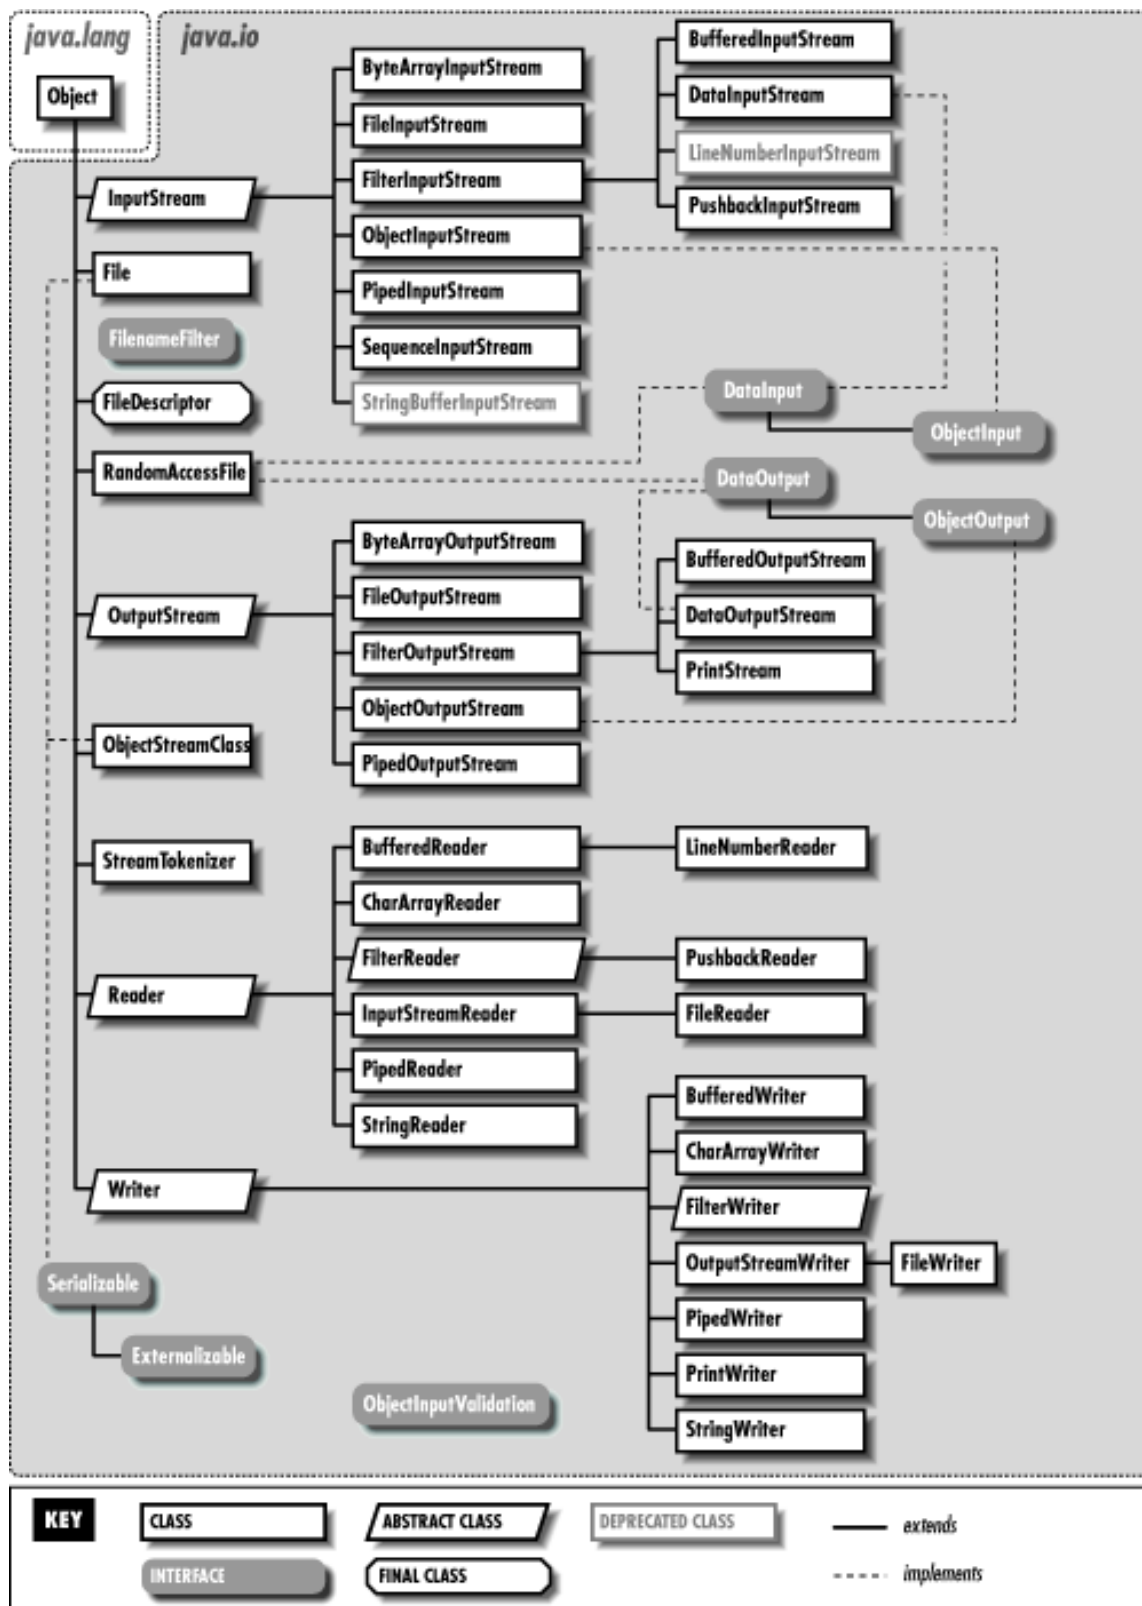 java.lang
java.io
Object
InputStream
File
FilenameFilter
FileDescriptor
RandomAccessFile
OutputStream
ObjectStreamClass
StreamTokenizer
Reader
Writer
Serializable
Externalizable
ByteArrayInputStream
FileInputStream
FilterInputStream
ObjectInputStream
PipedInputStream
SequenceInputStream
StringBufferInputStream
BufferedInputStream
DataInputStream
LineNumberInputStream
PushbackInputStream
DataInput
ObjectInput
DataOutput
ObjectOutput
ByteArrayOutputStream
FileOutputStream
FilterOutputStream
ObjectOutputStream
PipedOutputStream
BufferedOutputStream
DataOutputStream
PrintStream
BufferedReader
CharArrayReader
FilterReader
InputStreamReader
PipedReader
StringReader
LineNumberReader
PushbackReader
FileReader
BufferedWriter
CharArrayWriter
FilterWriter
OutputStreamWriter
FileWriter
PipedWriter
PrintWriter
StringWriter
ObjectInputValidation
KEY
CLASS
ABSTRACT CLASS
DEPRECATED CLASS
extends
INTERFACE
FINAL CLASS
implements